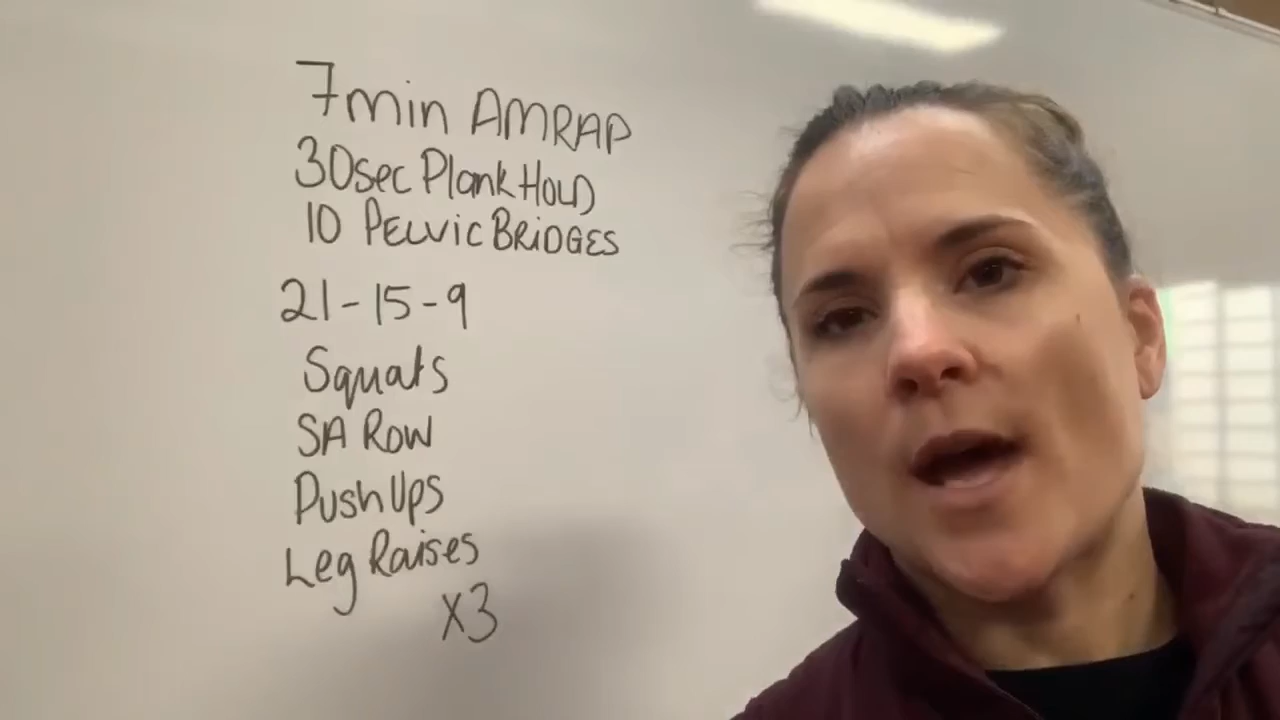 7min AMRAP
30sec Plank Hold
10 Pelvic Bridges
21-15-9
Squats
SA Row
Push Ups
Leg Raises
x3